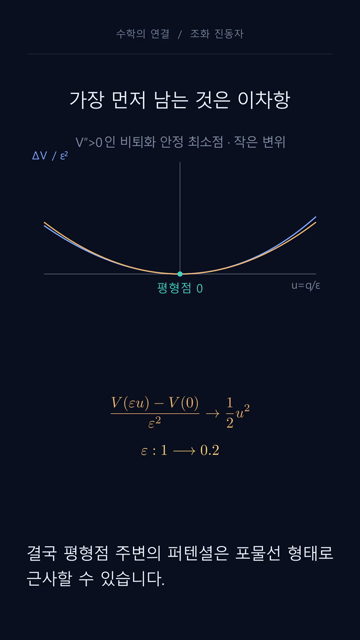 수학의 연결 / 조화 진동자
가장 먼저 남는 것은 이차항
V″>0인 비퇴화 안정 최소점 · 작은 변위
ΔV / ε²
평형점 0
u=q/ε
\frac{V(εu) − V(0)}{ε²} → \frac{1}{2}u²
ε : 1 ⟶ 0.2
결국 평형점 주변의 퍼텐셜은 포물선 형태로
근사할 수 있습니다.